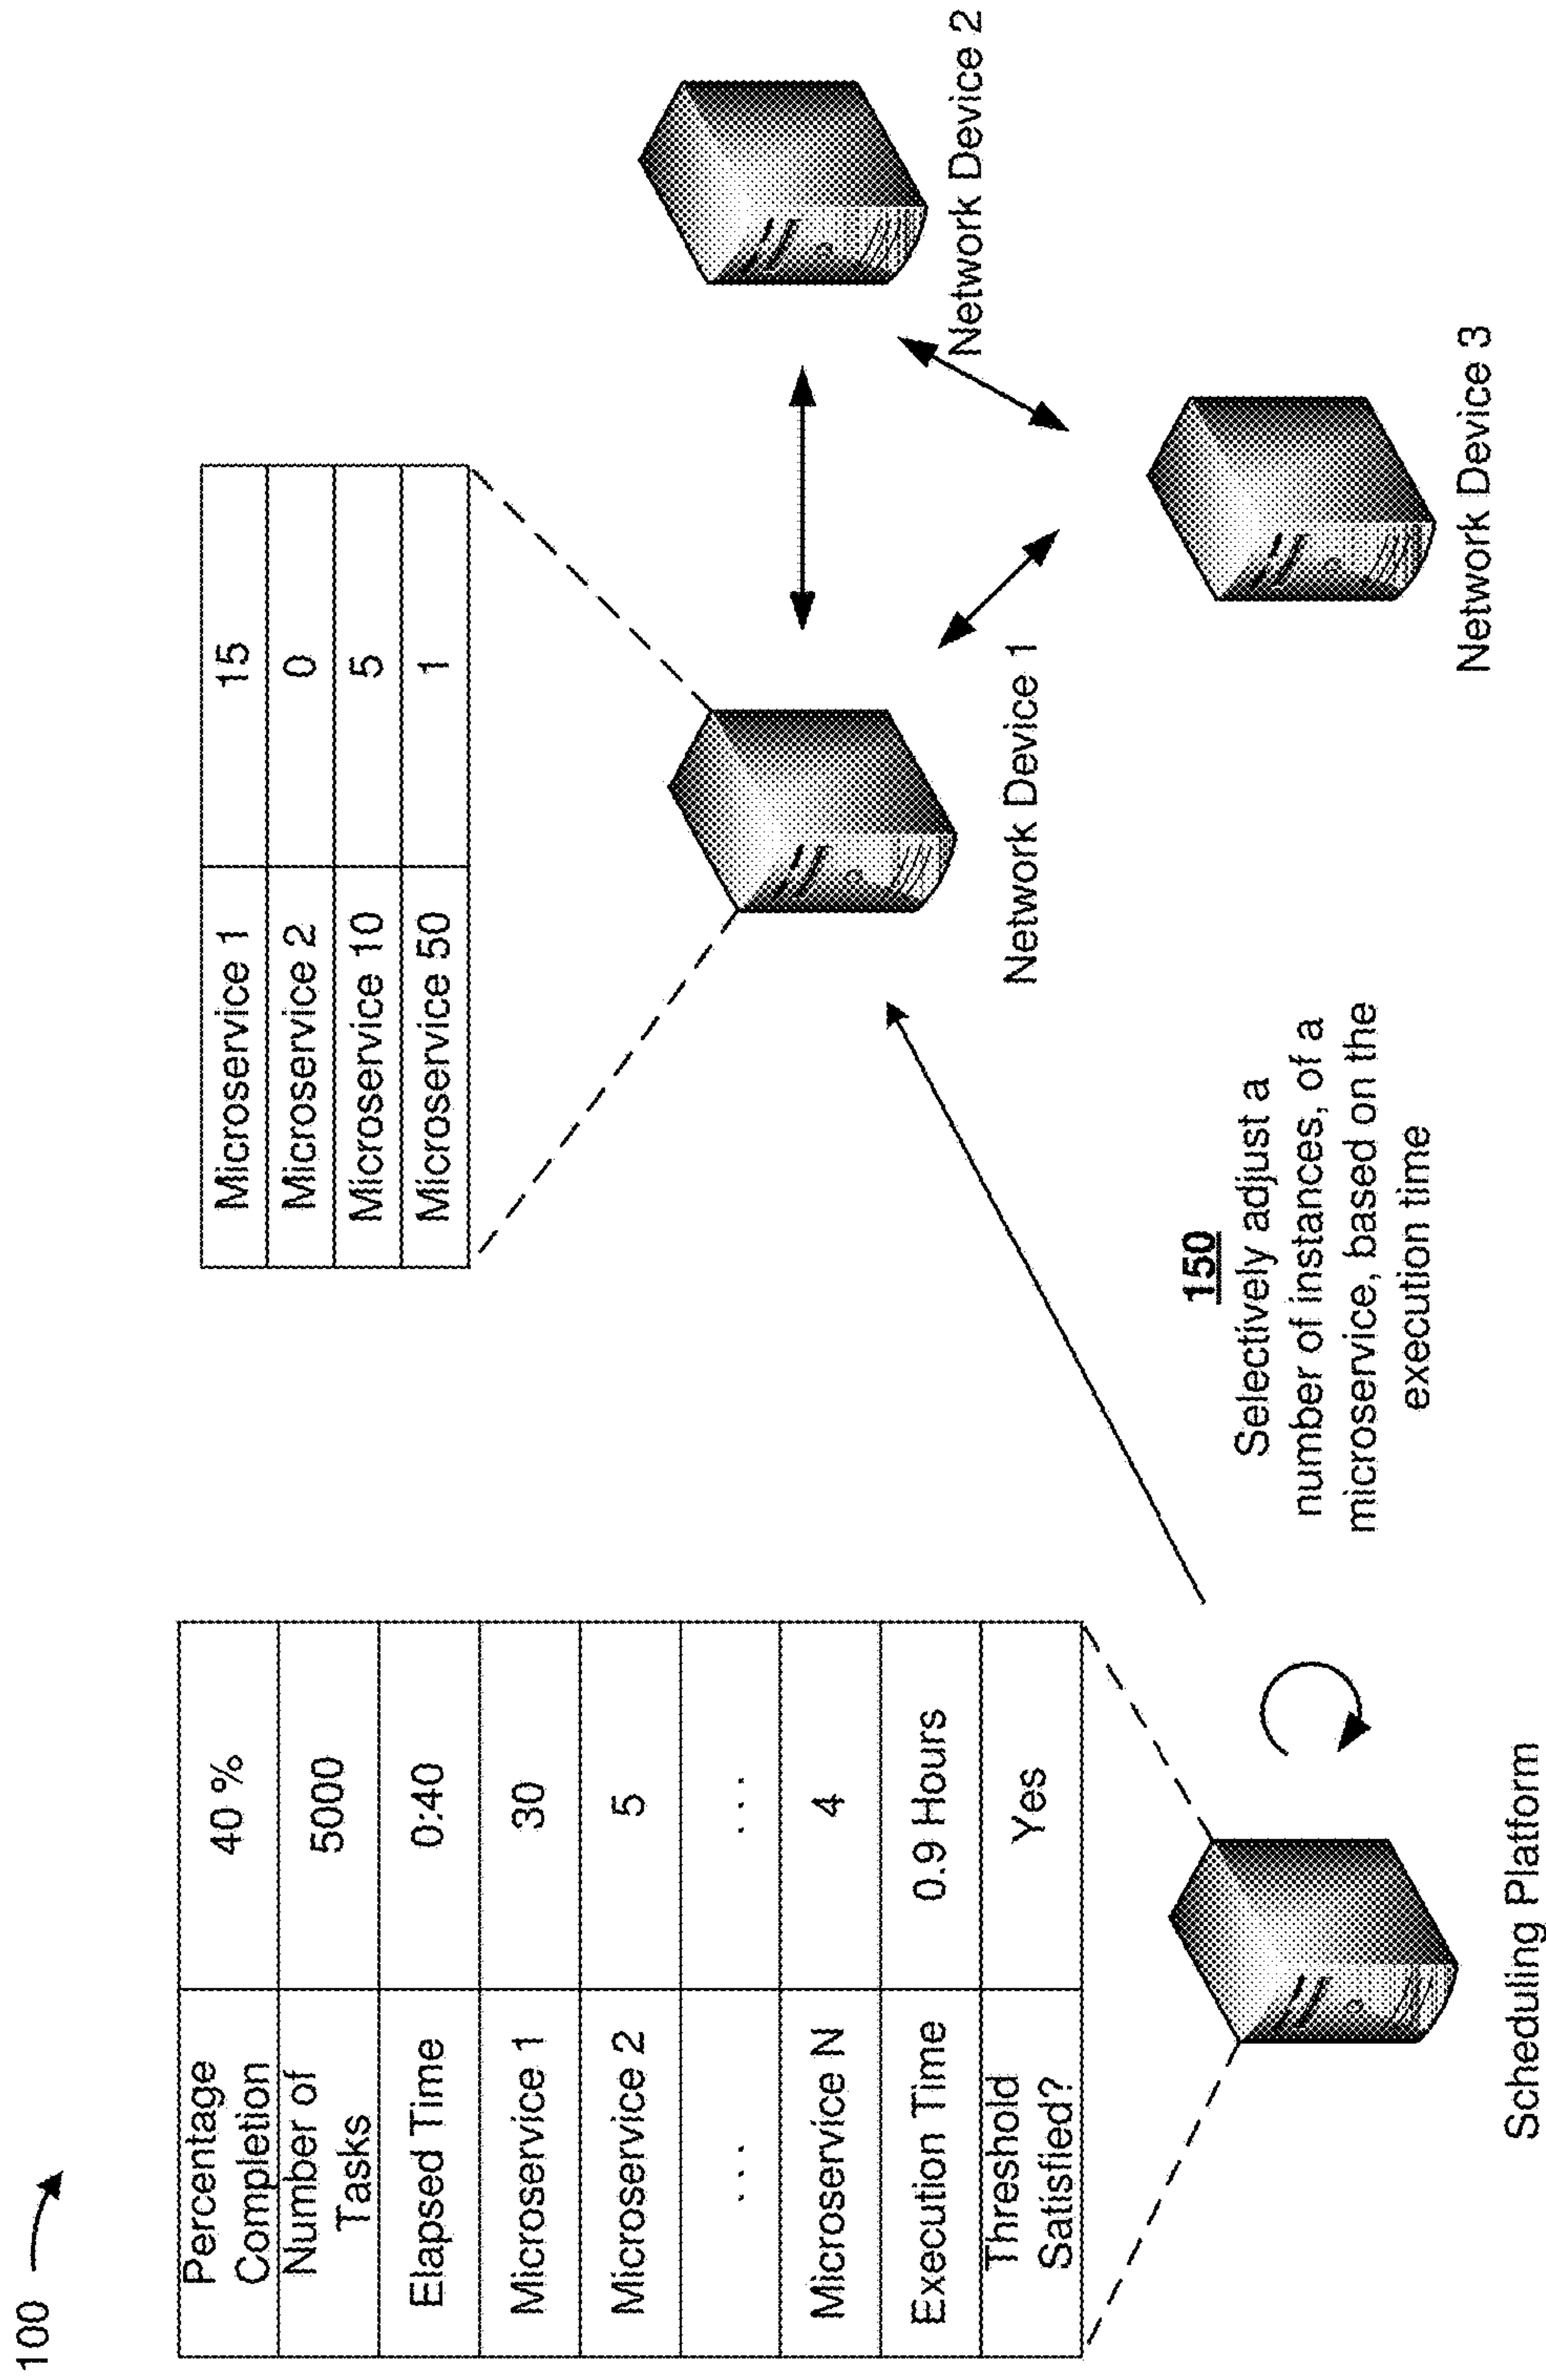 100
Percentage
Completion
40 %
Number of
Tasks
5000
Elapsed Time
0:40
Microservice 1
30
Microservice 2
5
. . .
. . .
Microservice N
4
Execution Time
0.9 Hours
Threshold
Satisfied?
Yes
Scheduling Platform
150
Selectively adjust a
number of instances, of a
microservice, based on the
execution time
Microservice 1
15
Microservice 2
0
Microservice 10
5
Microservice 50
1
Network Device 1
Network Device 2
Network Device 3